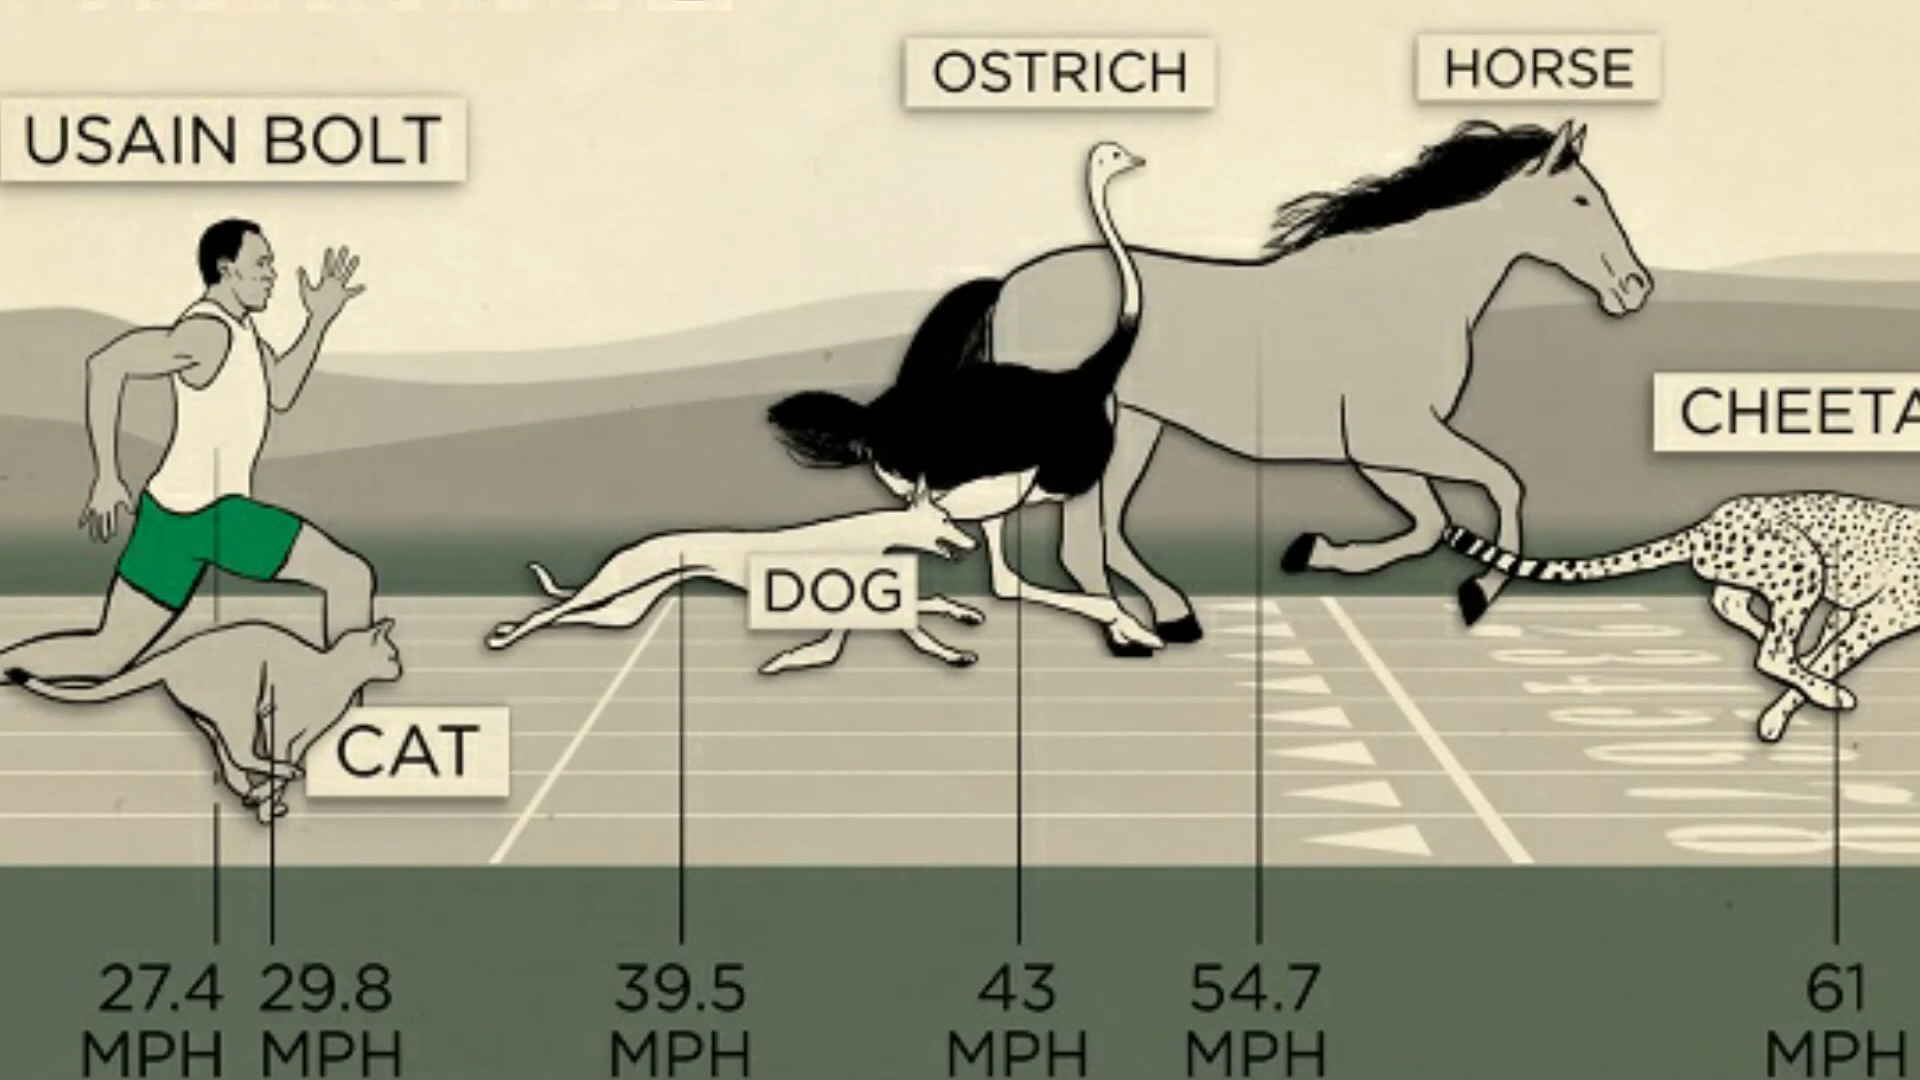 OSTRICH
HORSE
USAIN BOLT
CHEETA
DOG
CAT
27.4 MPH
29.8 MPH
39.5 MPH
43 MPH
54.7 MPH
61 MPH